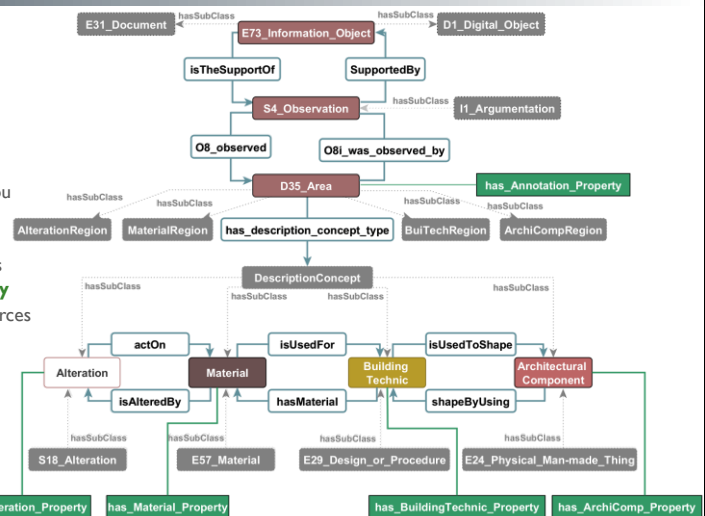 hasSubClass hasSubClass
E31_Document E73_Information_Object D1_Digital_Object
isTheSupportOf SupportedBy
hasSubClass
S4_Observation I1_Argumentation
O8_observed O8i_was_observed_by
D35_Area has_Annotation_Property
hasSubClass hasSubClass hasSubClass hasSubClass
AlterationRegion MaterialRegion has_description_concept_type BuiTechRegion ArchiCompRegion
DescriptionConcept
hasSubClass hasSubClass hasSubClass hasSubClass
actOn isUsedFor isUsedToShape
Alteration Material Building Technic Architectural Component
isAlteredBy hasMaterial shapeByUsing
hasSubClass hasSubClass hasSubClass hasSubClass
S18_Alteration E57_Material E29_Design_or_Procedure E24_Physical_Man-made_Thing
eration_Property has_Material_Property has_BuildingTechnic_Property has_ArchiComp_Property